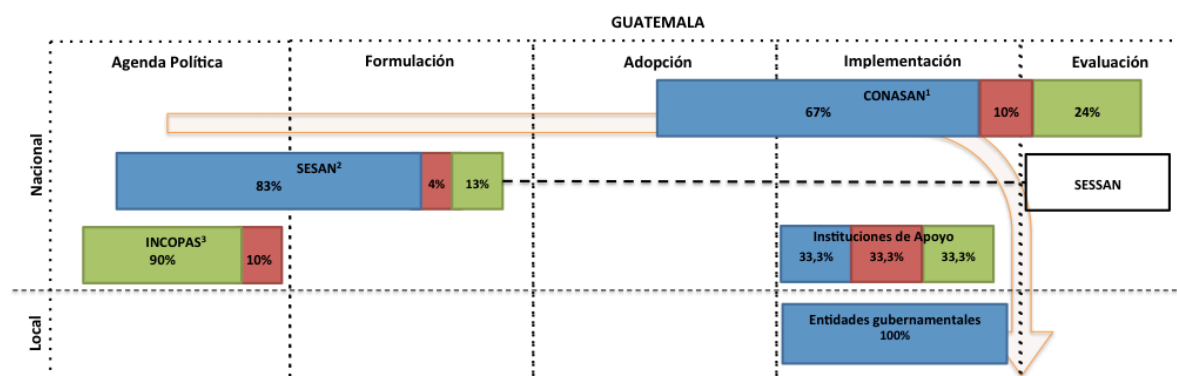 GUATEMALA
Agenda Política
Formulación
Adopción
Implementación
Evaluación
Nacional
CONASAN¹
67%
10%
24%
SESAN²
83%
4%
13%
SESSAN
INCOPAS³
90%
10%
Instituciones de Apoyo
33,3%
33,3%
33,3%
Local
Entidades gubernamentales
100%